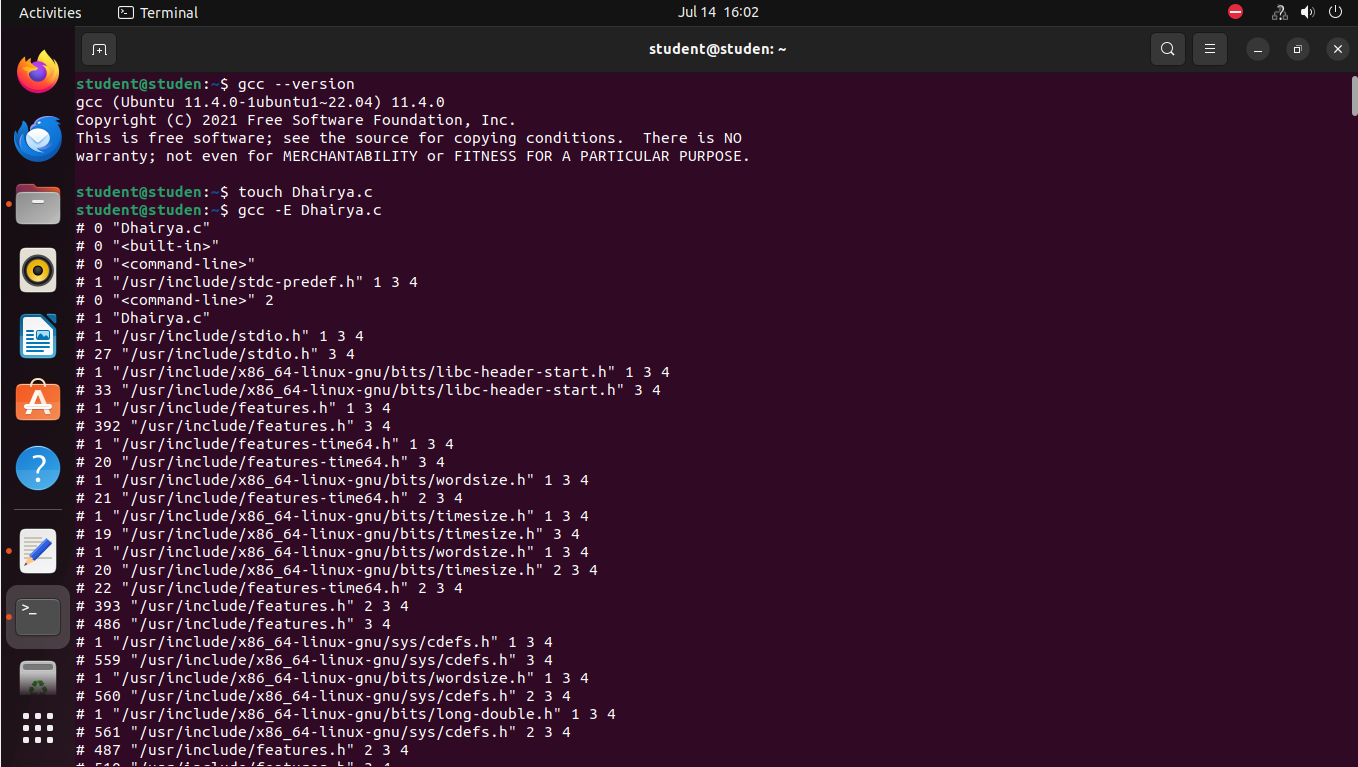 Activities
Terminal
Jul 14 16:02
student@studen: ~
student@studen:~$ gcc --version
gcc (Ubuntu 11.4.0-1ubuntu1~22.04) 11.4.0
Copyright (C) 2021 Free Software Foundation, Inc.
This is free software; see the source for copying conditions.  There is NO
warranty; not even for MERCHANTABILITY or FITNESS FOR A PARTICULAR PURPOSE.
student@studen:~$ touch Dhairya.c
student@studen:~$ gcc -E Dhairya.c
# 0 "Dhairya.c"
# 0 "<built-in>"
# 0 "<command-line>"
# 1 "/usr/include/stdc-predef.h" 1 3 4
# 0 "<command-line>" 2
# 1 "Dhairya.c"
# 1 "/usr/include/stdio.h" 1 3 4
# 27 "/usr/include/stdio.h" 3 4
# 1 "/usr/include/x86_64-linux-gnu/bits/libc-header-start.h" 1 3 4
# 33 "/usr/include/x86_64-linux-gnu/bits/libc-header-start.h" 3 4
# 1 "/usr/include/features.h" 1 3 4
# 392 "/usr/include/features.h" 3 4
# 1 "/usr/include/features-time64.h" 1 3 4
# 20 "/usr/include/features-time64.h" 3 4
# 1 "/usr/include/x86_64-linux-gnu/bits/wordsize.h" 1 3 4
# 21 "/usr/include/features-time64.h" 2 3 4
# 1 "/usr/include/x86_64-linux-gnu/bits/timesize.h" 1 3 4
# 19 "/usr/include/x86_64-linux-gnu/bits/timesize.h" 3 4
# 1 "/usr/include/x86_64-linux-gnu/bits/wordsize.h" 1 3 4
# 20 "/usr/include/x86_64-linux-gnu/bits/timesize.h" 2 3 4
# 22 "/usr/include/features-time64.h" 2 3 4
# 393 "/usr/include/features.h" 2 3 4
# 486 "/usr/include/features.h" 3 4
# 1 "/usr/include/x86_64-linux-gnu/sys/cdefs.h" 1 3 4
# 559 "/usr/include/x86_64-linux-gnu/sys/cdefs.h" 3 4
# 1 "/usr/include/x86_64-linux-gnu/bits/wordsize.h" 1 3 4
# 560 "/usr/include/x86_64-linux-gnu/sys/cdefs.h" 2 3 4
# 1 "/usr/include/x86_64-linux-gnu/bits/long-double.h" 1 3 4
# 561 "/usr/include/x86_64-linux-gnu/sys/cdefs.h" 2 3 4
# 487 "/usr/include/features.h" 2 3 4